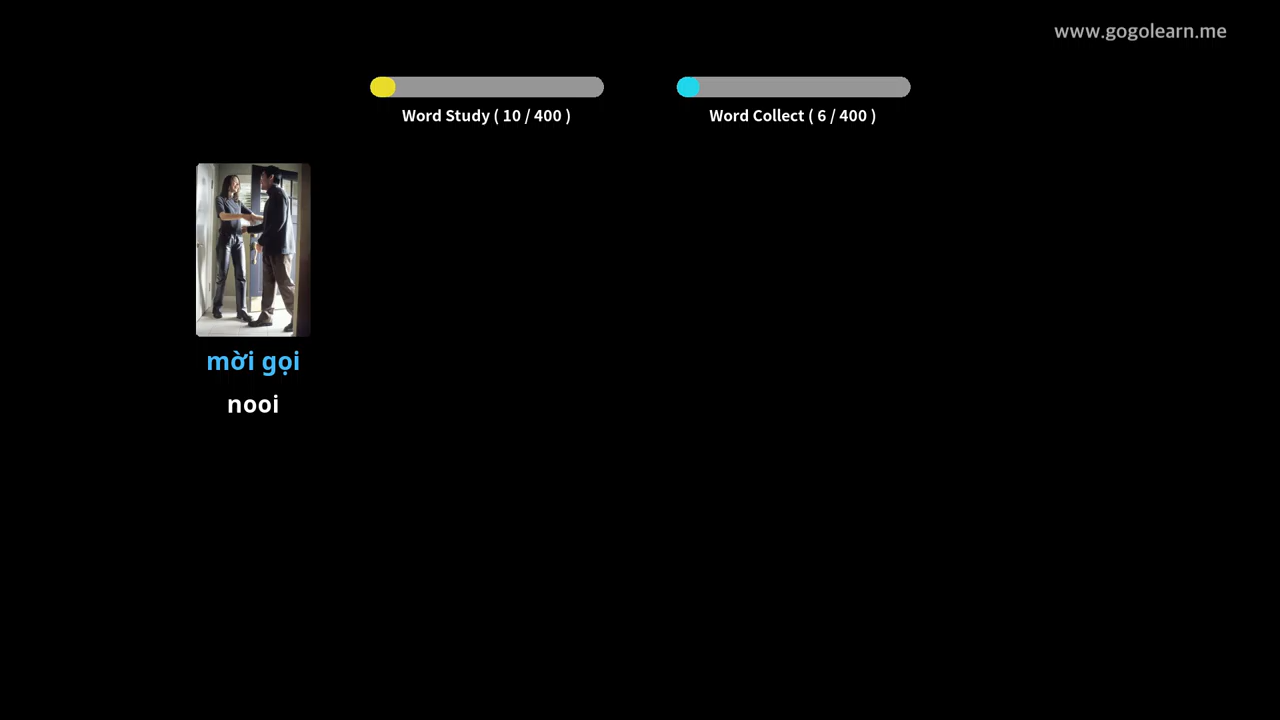 www.gogolearn.me
Word Study ( 10 / 400 )
Word Collect ( 6 / 400 )
mời gọi
nooi